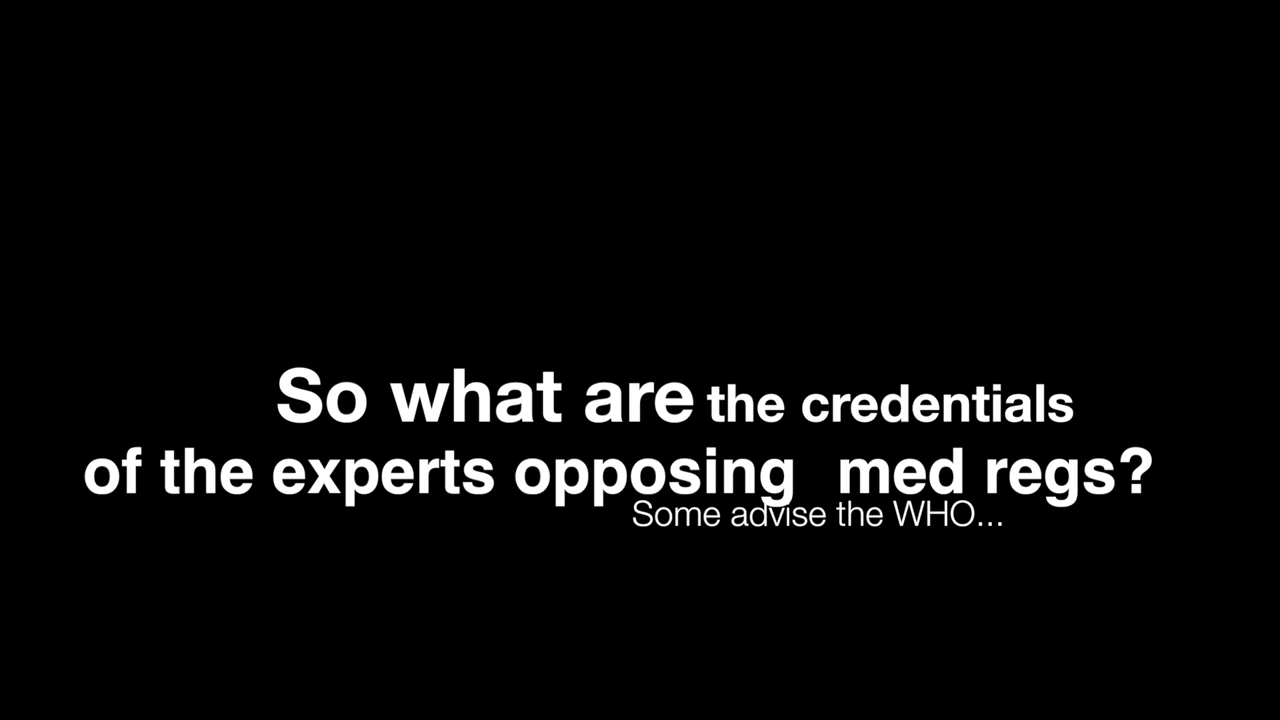 So what are the credentials
of the experts opposing med regs?
Some advise the WHO...